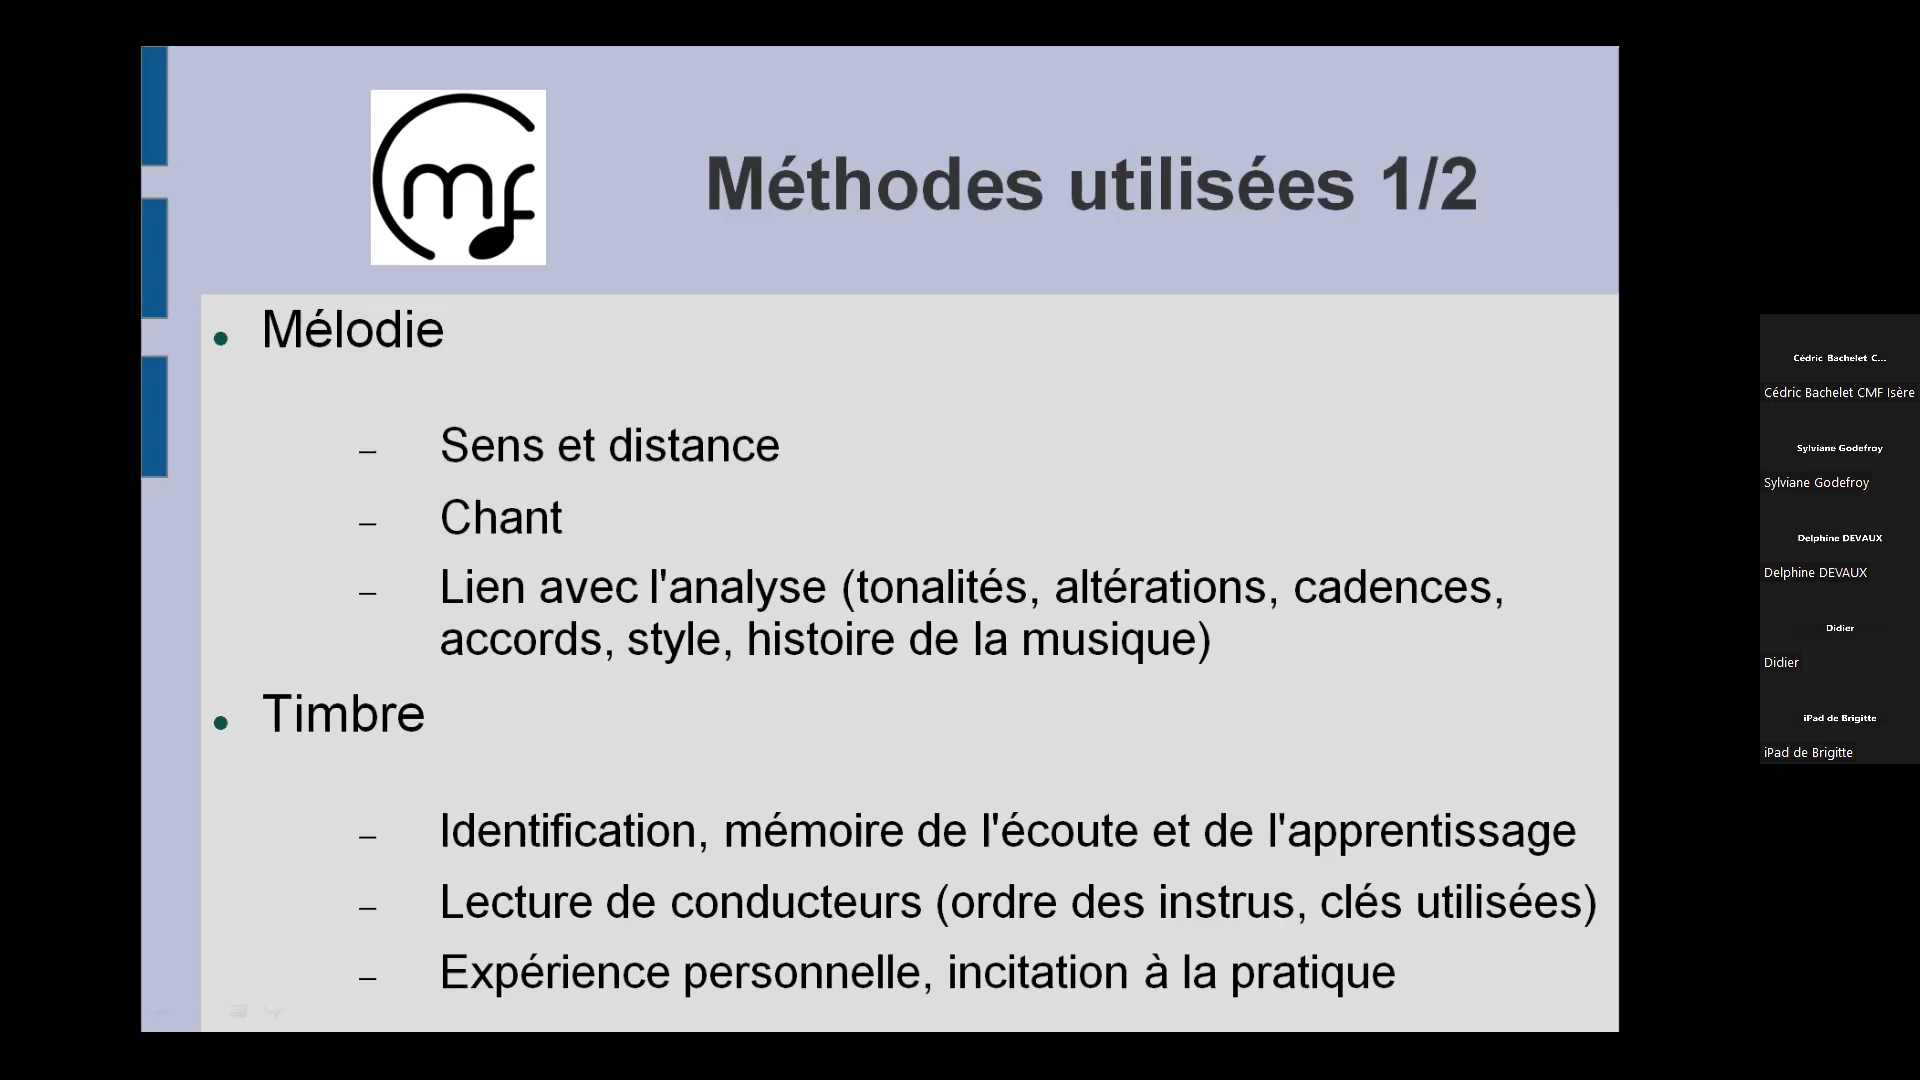 mf
Méthodes utilisées 1/2
Mélodie
– Sens et distance
– Chant
– Lien avec l'analyse (tonalités, altérations, cadences,
accords, style, histoire de la musique)
Timbre
– Identification, mémoire de l'écoute et de l'apprentissage
– Lecture de conducteurs (ordre des instrus, clés utilisées)
– Expérience personnelle, incitation à la pratique
Cédric Bachelet C...
Cédric Bachelet CMF Isère
Sylviane Godefroy
Sylviane Godefroy
Delphine DEVAUX
Delphine DEVAUX
Didier
Didier
iPad de Brigitte
iPad de Brigitte